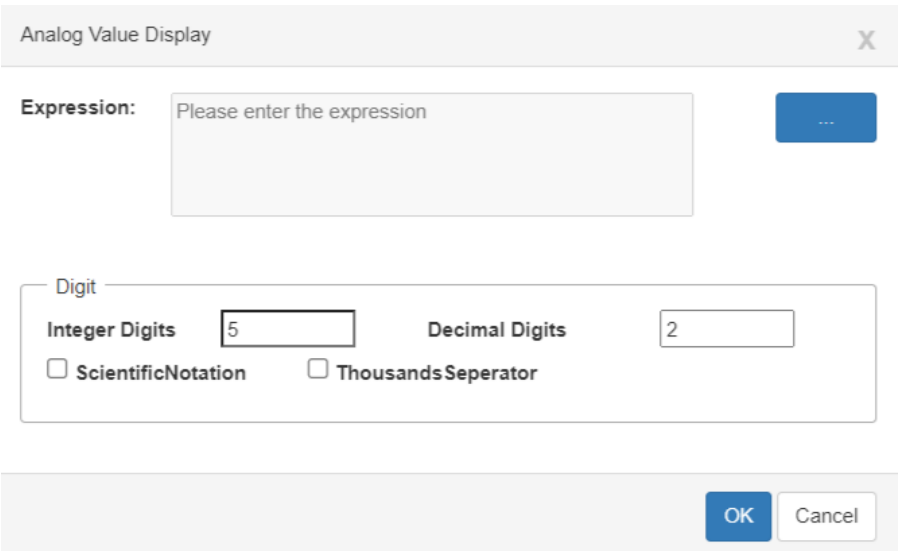 Analog Value Display X
Expression: Please enter the expression ...
Digit
Integer Digits 5 Decimal Digits 2
ScientificNotation ThousandsSeperator
OK Cancel